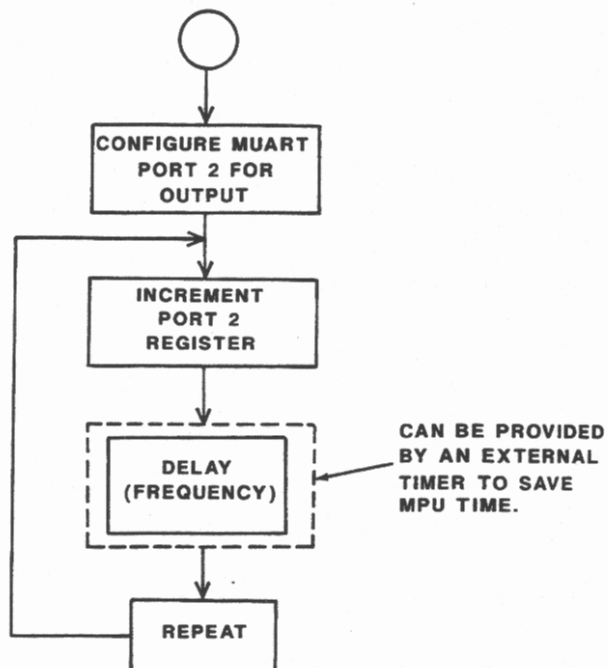 CONFIGURE MUART
PORT 2 FOR
OUTPUT
INCREMENT
PORT 2
REGISTER
DELAY
(FREQUENCY)
CAN BE PROVIDED
BY AN EXTERNAL
TIMER TO SAVE
MPU TIME.
REPEAT